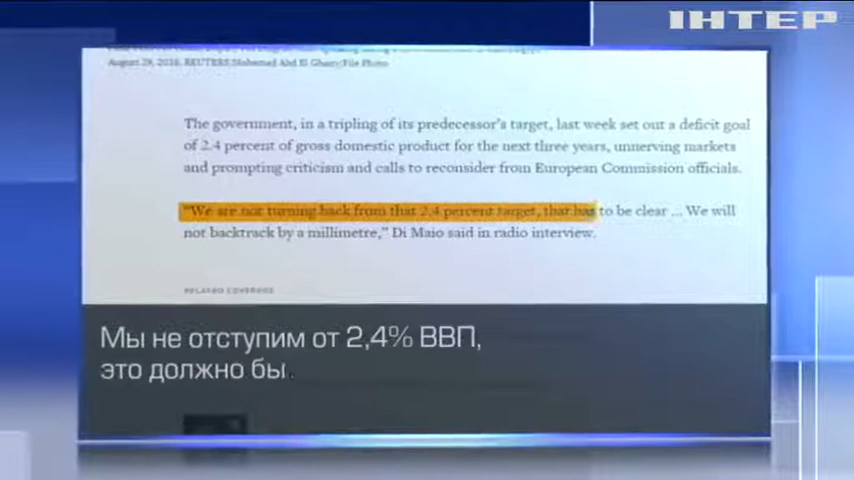 ІНТЕР
August 29, 2018. REUTERS/Mohamed Abd El Ghany/File Photo
The government, in a tripling of its predecessor's target, last week set out a deficit goal
of 2.4 percent of gross domestic product for the next three years, unnerving markets
and prompting criticism and calls to reconsider from European Commission officials.
"We are not turning back from that 2.4 percent target, that has to be clear ... We will
not backtrack by a millimetre," Di Maio said in radio interview.
RELATED COVERAGE
Мы не отступим от 2,4% ВВП,
это должно бы